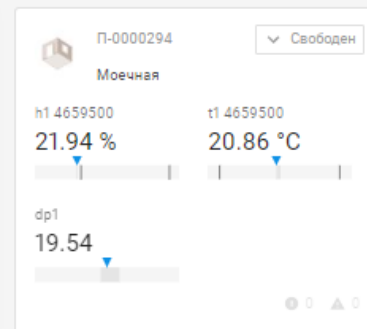 П-0000294
Свободен
Моечная
h1 4659500
t1 4659500
21.94 %
20.86 °C
dp1
19.54
0
0